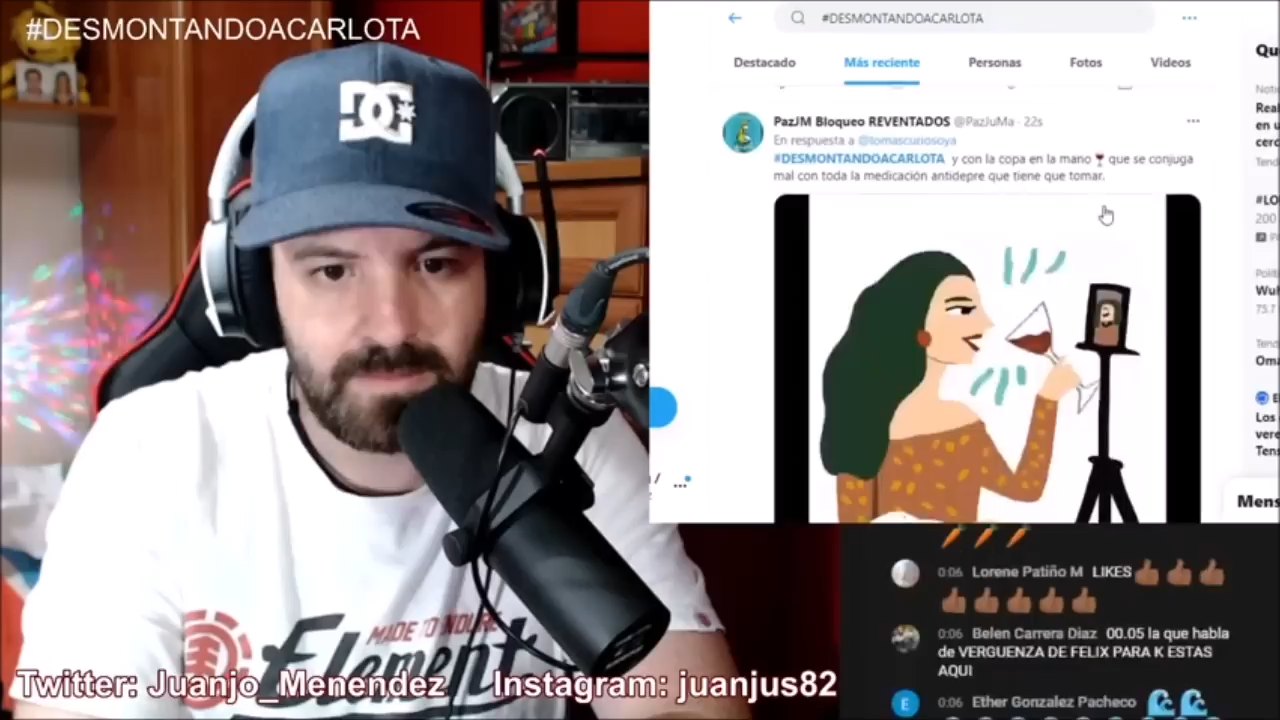 #DESMONTANDOACARLOTA
#DESMONTANDOACARLOTA
Destacado
Más reciente
Personas
Fotos
Videos
PazJM Bloqueo REVENTADOS @PazJuMa · 22s
En respuesta a @lomascuriosoya
#DESMONTANDOACARLOTA y con la copa en la mano🍷que se conjuga
mal con toda la medicación antidepre que tiene que tomar.
Mens
DC
MADE TO ENDURE
Element
Twitter: Juanjo_Menendez Instagram: juanjus82
0:06 Lorene Patiño M LIKES
0:06 Belen Carrera Diaz 00.05 la que habla
de VERGUENZA DE FELIX PARA K ESTAS
AQUI
E 0:06 Ether Gonzalez Pacheco